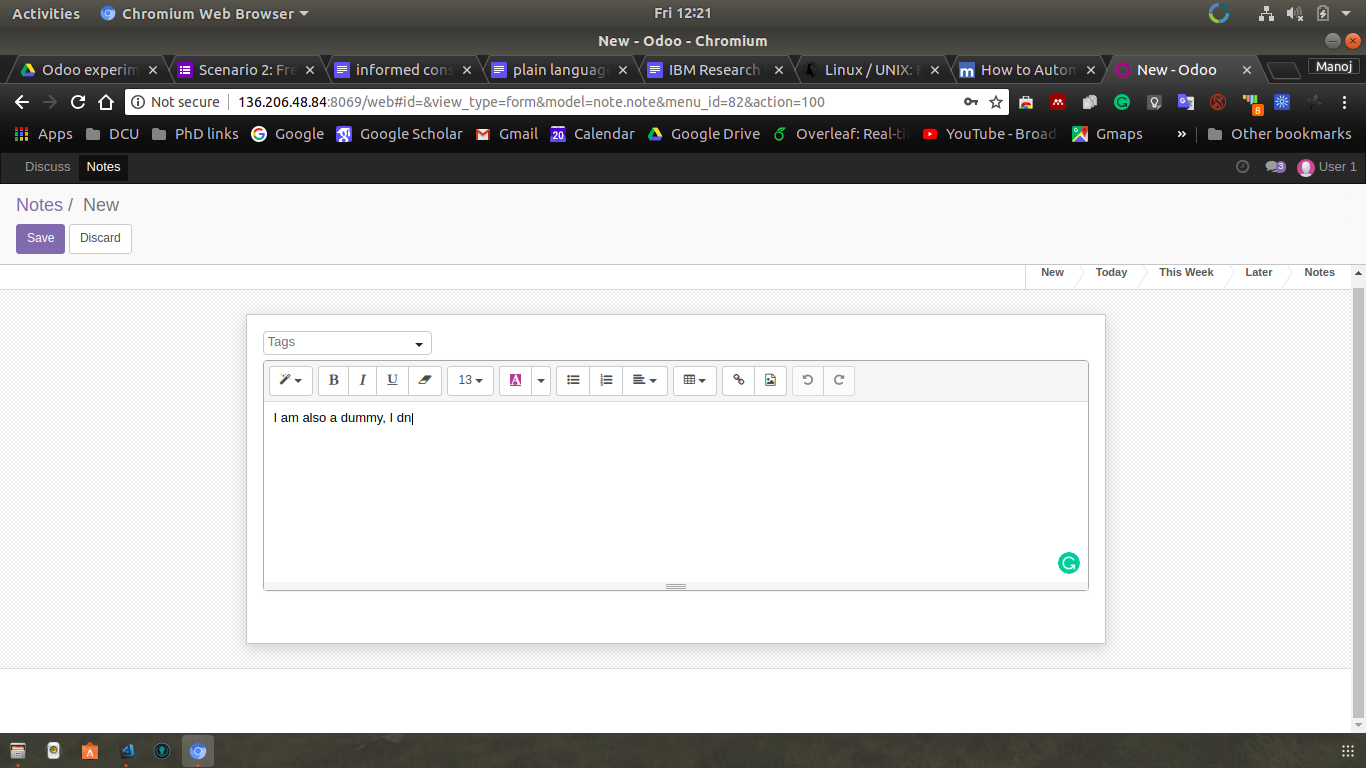 Activities Chromium Web Browser Fri 12:21
New - Odoo - Chromium
Odoo experim Scenario 2: Fre informed cons plain language IBM Research Linux / UNIX: How to Autom New - Odoo Manoj
Not secure 136.206.48.84:8069/web#id=&view_type=form&model=note.note&menu_id=82&action=100 8
Apps DCU PhD links Google Google Scholar Gmail 20 Calendar Google Drive Overleaf: Real-ti YouTube - Broad Gmaps » Other bookmarks
Discuss Notes 3 User 1
Notes / New
Save Discard
New Today This Week Later Notes
Tags
B I U 13 A
I am also a dummy, I dn